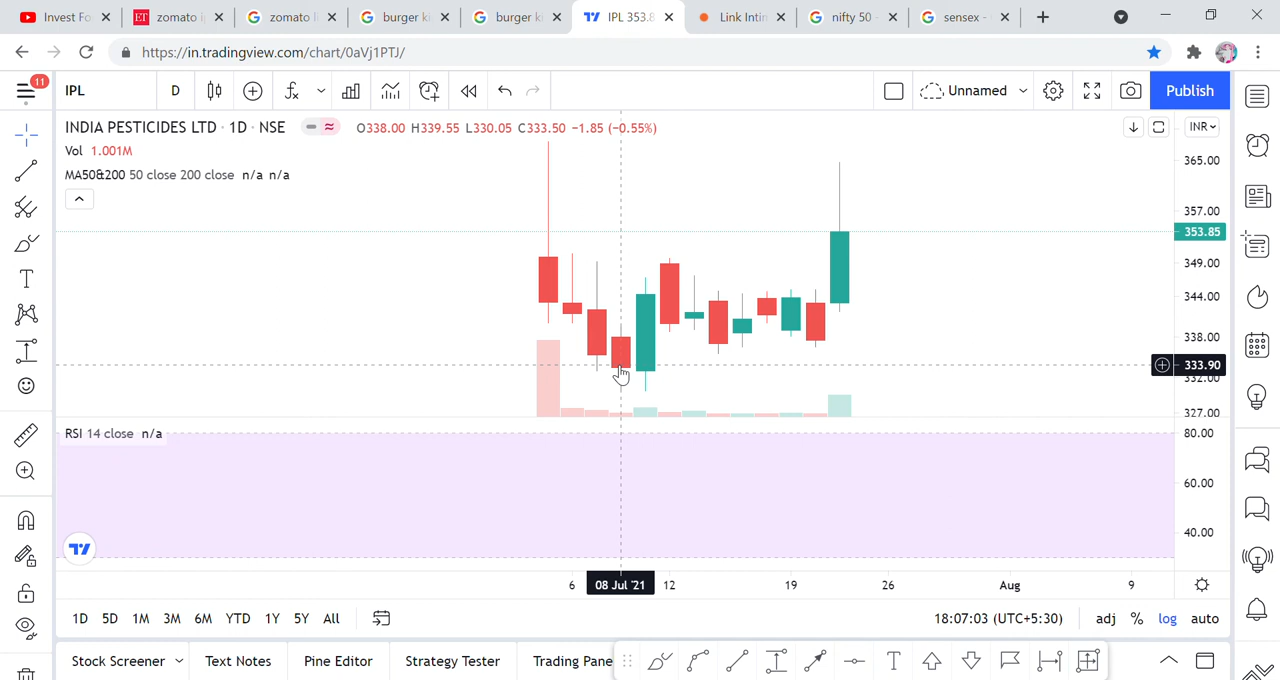 Invest Fo
ET zomato i
zomato l
burger ki
burger k
IPL 353.8
Link Intir
nifty 50 -
sensex -
https://in.tradingview.com/chart/0aVj1PTJ/
11
IPL
D
Unnamed
Publish
INDIA PESTICIDES LTD · 1D · NSE
O338.00 H339.55 L330.05 C333.50 −1.85 (−0.55%)
INR
Vol 1.001M
MA50&200 50 close 200 close n/a n/a
365.00
357.00
353.85
349.00
344.00
338.00
333.90
332.00
327.00
RSI 14 close n/a
80.00
60.00
40.00
6
08 Jul '21
12
19
26
Aug
9
1D 5D 1M 3M 6M YTD 1Y 5Y All
18:07:03 (UTC+5:30)
adj % log auto
Stock Screener
Text Notes
Pine Editor
Strategy Tester
Trading Pane
T